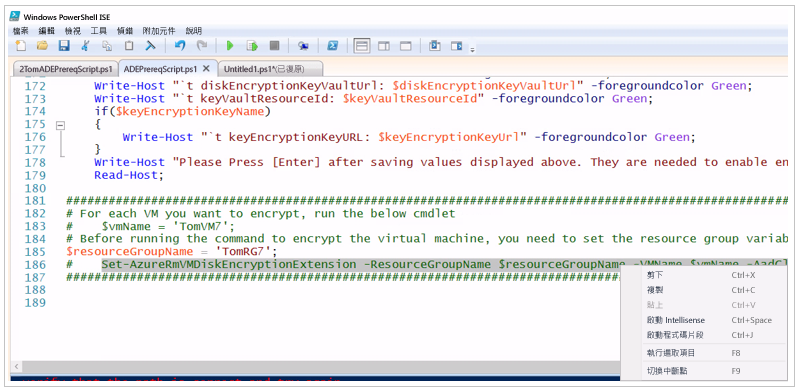 Windows PowerShell ISE
檔案 編輯 檢視 工具 偵錯 附加元件 說明
2TomADEPrereqScript.ps1 ADEPrereqScript.ps1 X Untitled1.ps1*(已復原)
172 Write-Host "`t diskEncryptionKeyVaultUrl: $diskEncryptionKeyVaultUrl" -foregroundcolor Green;
173 Write-Host "`t keyVaultResourceId: $keyVaultResourceId" -foregroundcolor Green;
174 if($keyEncryptionKeyName)
175 {
176 Write-Host "`t keyEncryptionKeyURL: $keyEncryptionKeyUrl" -foregroundcolor Green;
177 }
178 Write-Host "Please Press [Enter] after saving values displayed above. They are needed to enable en
179 Read-Host;
180
181 ####################################################################################################
182 # For each VM you want to encrypt, run the below cmdlet
183 # $vmName = 'TomVM7';
184 # Before running the command to encrypt the virtual machine, you need to set the resource group variab
185 $resourceGroupName = 'TomRG7';
186 # Set-AzureRmVMDiskEncryptionExtension -ResourceGroupName $resourceGroupName -VMName $vmName -AadCl
187 ##############################################################################
188
189
剪下 Ctrl+X
複製 Ctrl+C
貼上 Ctrl+V
啟動 Intellisense Ctrl+Space
啟動程式碼片段 Ctrl+J
執行選取項目 F8
切換中斷點 F9